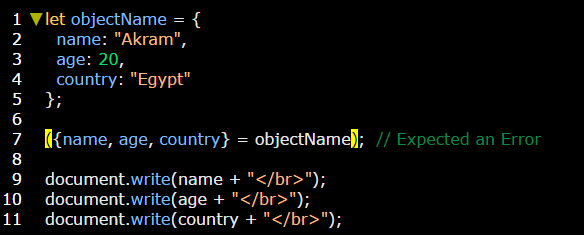 1 let objectName = {
2 name: "Akram",
3 age: 20,
4 country: "Egypt"
5 };
6
7 ({name, age, country} = objectName); // Expected an Error
8
9 document.write(name + "</br>");
10 document.write(age + "</br>");
11 document.write(country + "</br>");